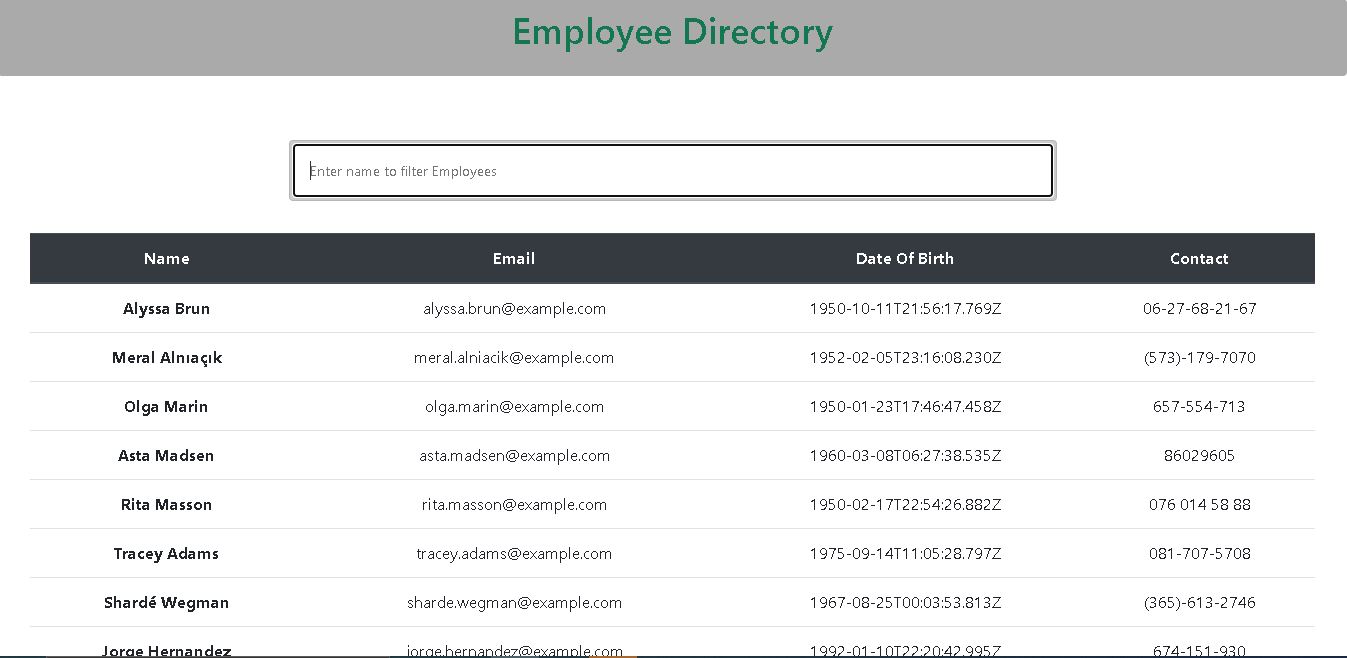 Employee Directory
Enter name to filter Employees
Name Email Date Of Birth Contact
Alyssa Brun alyssa.brun@example.com 1950-10-11T21:56:17.769Z 06-27-68-21-67
Meral Alnıaçık meral.alniacik@example.com 1952-02-05T23:16:08.230Z (573)-179-7070
Olga Marin olga.marin@example.com 1950-01-23T17:46:47.458Z 657-554-713
Asta Madsen asta.madsen@example.com 1960-03-08T06:27:38.535Z 86029605
Rita Masson rita.masson@example.com 1950-02-17T22:54:26.882Z 076 014 58 88
Tracey Adams tracey.adams@example.com 1975-09-14T11:05:28.797Z 081-707-5708
Shardé Wegman sharde.wegman@example.com 1967-08-25T00:03:53.813Z (365)-613-2746
Jorge Hernandez jorge.hernandez@example.com 1992-01-10T22:20:42.995Z 674-151-930